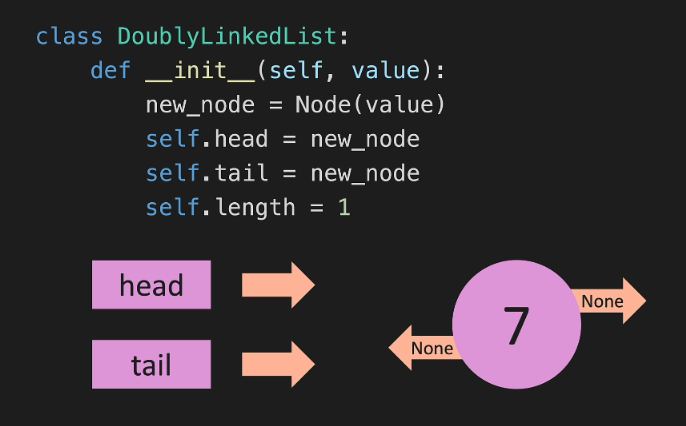 class DoublyLinkedList:
    def __init__(self, value):
        new_node = Node(value)
        self.head = new_node
        self.tail = new_node
        self.length = 1
head
None
7
None
tail